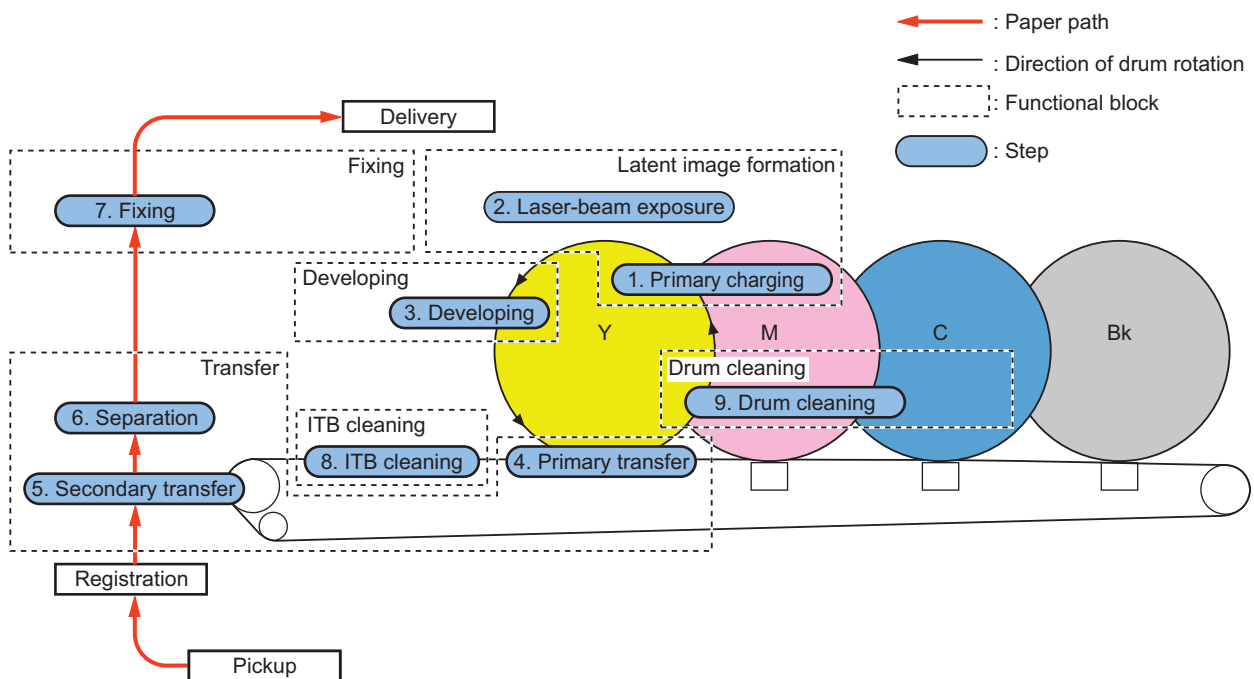 : Paper path
: Direction of drum rotation
: Functional block
: Step
Delivery
Fixing
Latent image formation
7. Fixing
2. Laser-beam exposure
Developing
1. Primary charging
3. Developing
Y
M
C
Bk
Transfer
Drum cleaning
6. Separation
9. Drum cleaning
ITB cleaning
8. ITB cleaning
4. Primary transfer
5. Secondary transfer
Registration
Pickup